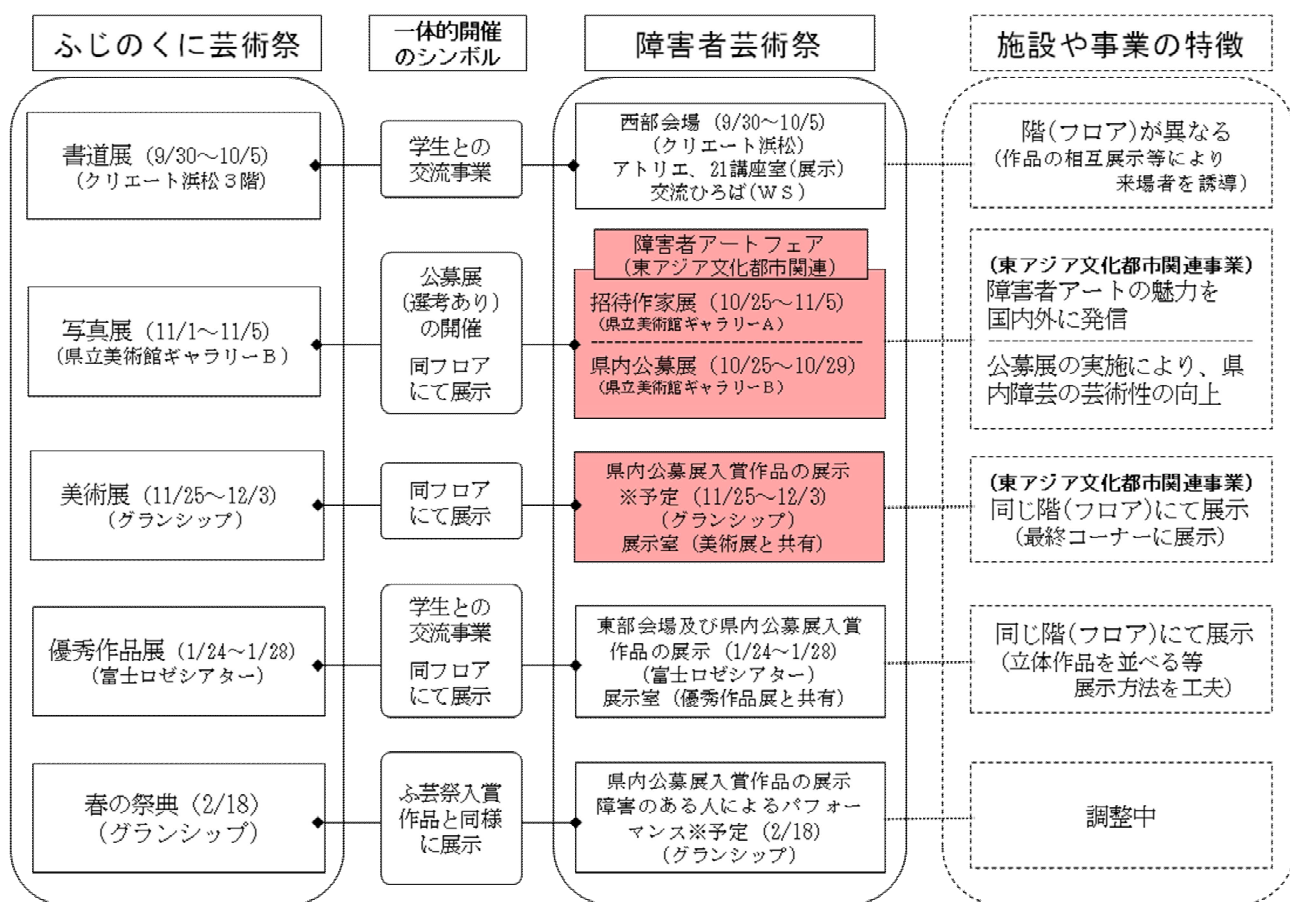 ふじのくに芸術祭
一体的開催
のシンボル
障害者芸術祭
施設や事業の特徴
書道展（9/30～10/5）
（クリエート浜松３階）
学生との
交流事業
西部会場（9/30～10/5）
（クリエート浜松）
アトリエ、21講座室(展示)
交流ひろば(ＷＳ)
階(フロア)が異なる
（作品の相互展示等により
来場者を誘導）
写真展（11/1～11/5）
（県立美術館ギャラリーＢ）
公募展
（選考あり）
の開催
同フロア
にて展示
障害者アートフェア
（東アジア文化都市関連）
招待作家展（10/25～11/5）
（県立美術館ギャラリーＡ）
県内公募展（10/25～10/29）
（県立美術館ギャラリーＢ）
（東アジア文化都市関連事業）
障害者アートの魅力を
国内外に発信
公募展の実施により、県
内障芸の芸術性の向上
美術展（11/25～12/3）
（グランシップ）
同フロア
にて展示
県内公募展入賞作品の展示
※予定（11/25～12/3）
（グランシップ）
展示室（美術展と共有）
（東アジア文化都市関連事業）
同じ階(フロア)にて展示
（最終コーナーに展示）
優秀作品展（1/24～1/28）
（富士ロゼシアター）
学生との
交流事業
同フロア
にて展示
東部会場及び県内公募展入賞
作品の展示（1/24～1/28）
（富士ロゼシアター）
展示室（優秀作品展と共有）
同じ階(フロア)にて展示
（立体作品を並べる等
展示方法を工夫）
春の祭典（2/18）
（グランシップ）
ふ芸祭入賞
作品と同様
に展示
県内公募展入賞作品の展示
障害のある人によるパフォー
マンス※予定（2/18）
（グランシップ）
調整中